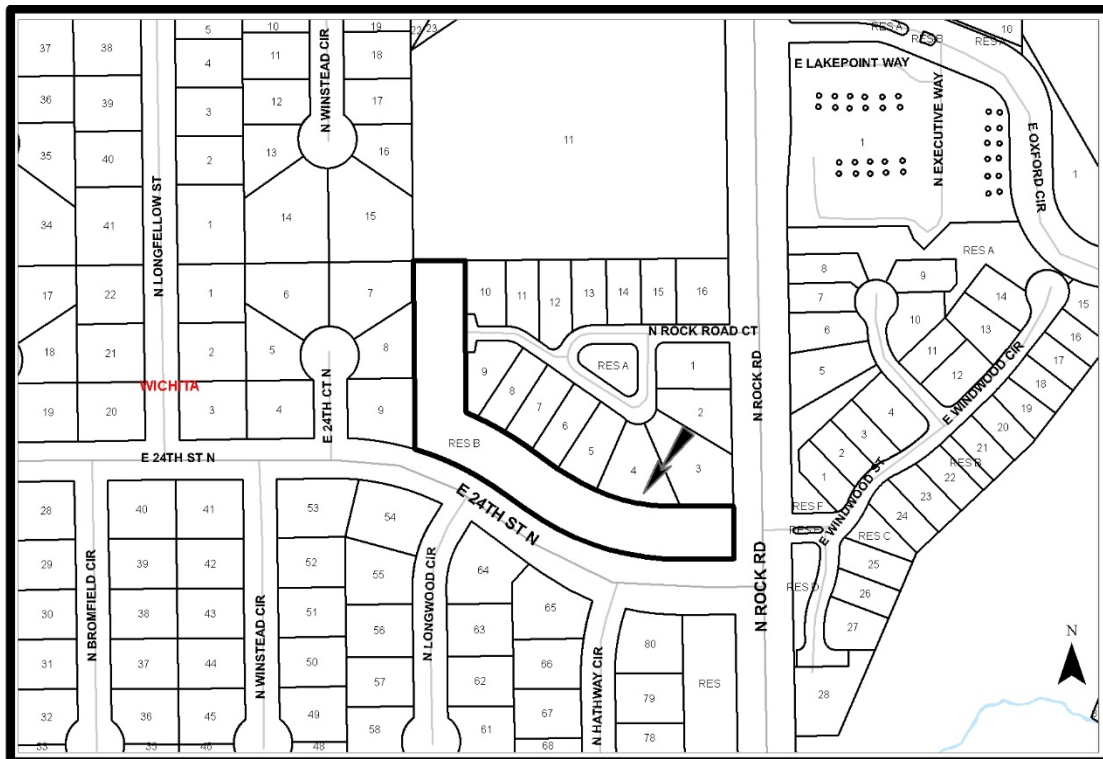 37 38 5 10 19 22 23
N WINSTEAD CIR
RES A
RES B
RES A
10
4 11 18
E LAKEPOINT WAY
36 39 3 12 17
N LONGFELLOW ST
35 40 2 13 16
11
1
N EXECUTIVE WAY
E OXFORD CIR
1
34 41 1 14 15
RES A
8 9
17 22 1 6 7
10 11 12 13 14 15 16
7 10 14 15
N ROCK ROAD CT
N ROCK RD
6 13 16
18 21 2 5 8
RES A
9 1
5 11 12 17
E WINDWOOD CIR
WICHITA
8 2
18
19 20 3 4 9
E 24TH CT N
7 6 5 4 3
4 3 2 1
19 20 21
RES B
22 23 24
RES B
E 24TH ST N
E 24TH ST N
E WINDWOOD ST
RES F
RES C
28 40 41 53 54
29 39 42 52 55 64
25
RES D
26
30 38 43 51 56 63 65
27
N BROMFIELD CIR
N WINSTEAD CIR
N LONGWOOD CIR
N HATHWAY CIR
N ROCK RD
N
31 37 44 50 57 62 66 80
RES
28
32 36 45 49 58 61 67 79
33 35 46 48 68 78